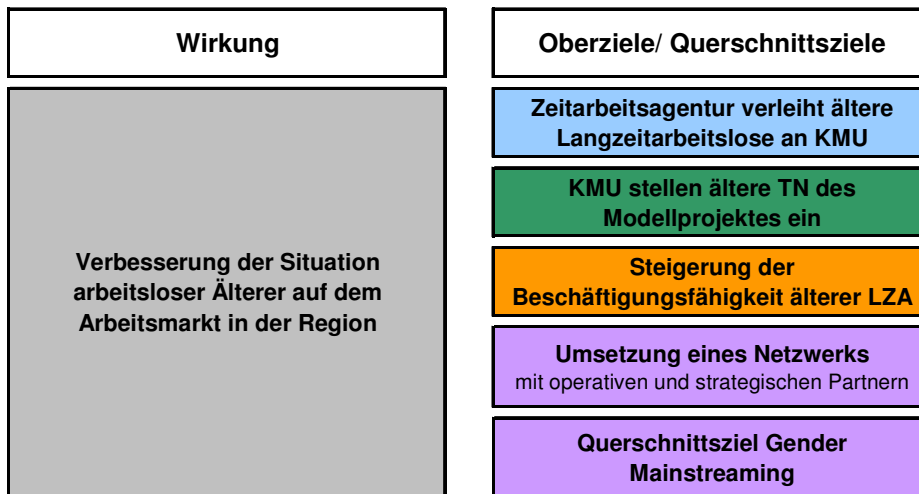 Wirkung
Verbesserung der Situation
arbeitsloser Älterer auf dem
Arbeitsmarkt in der Region
Oberziele/ Querschnittsziele
Zeitarbeitsagentur verleiht ältere
Langzeitarbeitslose an KMU
KMU stellen ältere TN des
Modellprojektes ein
Steigerung der
Beschäftigungsfähigkeit älterer LZA
Umsetzung eines Netzwerks
mit operativen und strategischen Partnern
Querschnittsziel Gender
Mainstreaming